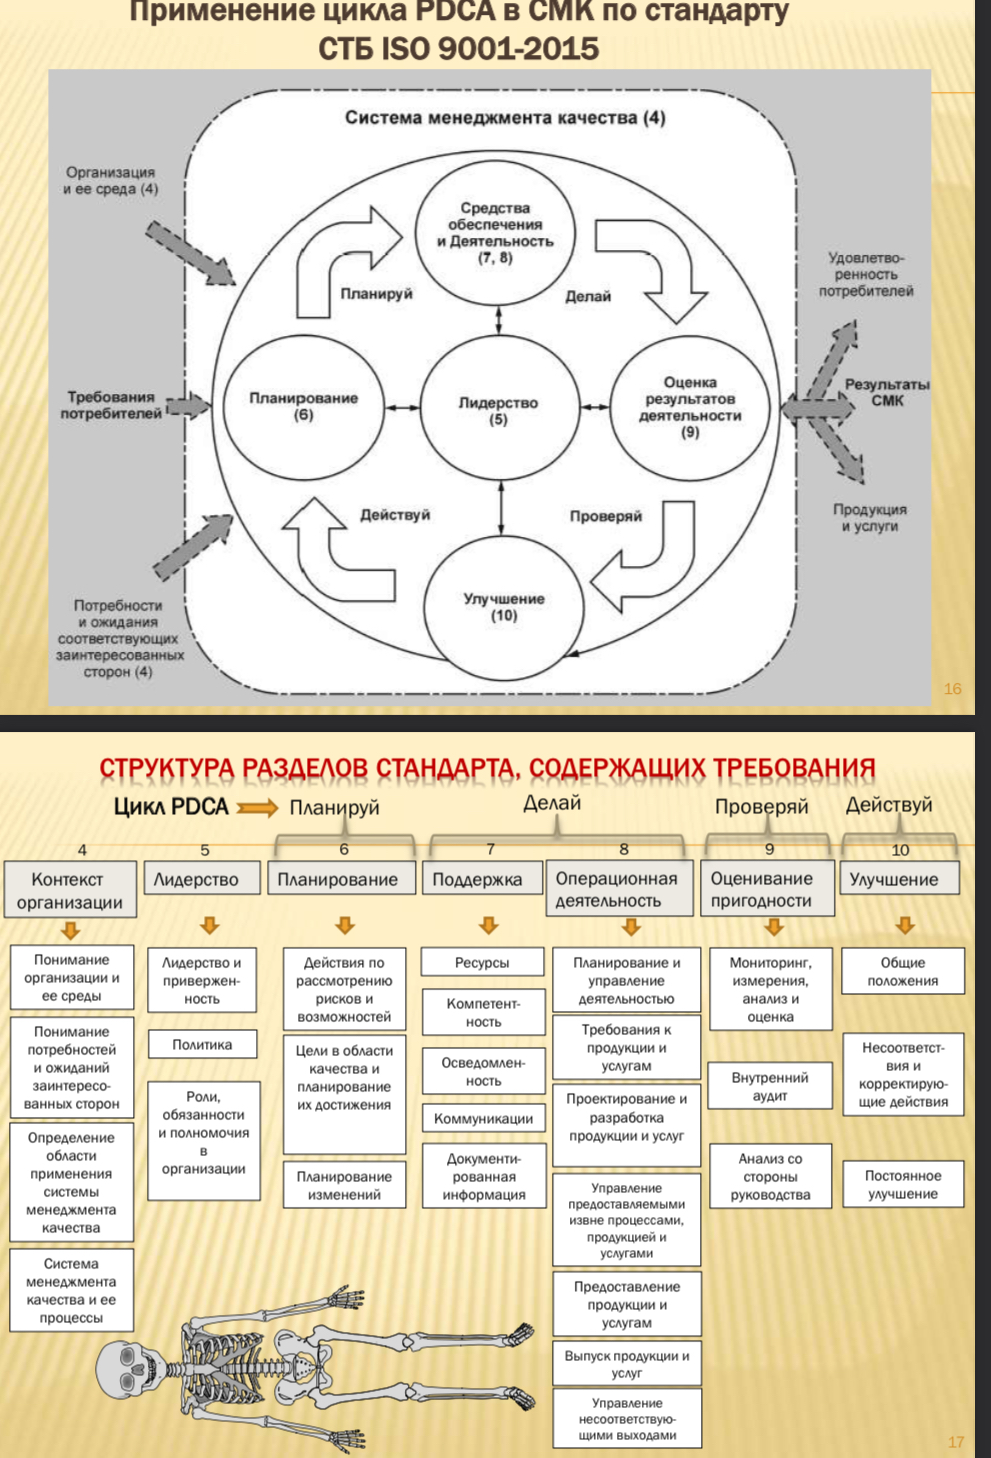 Применение цикла PDCA в СМК по стандарту
СТБ ISO 9001-2015
Система менеджмента качества (4)
Организация
и ее среда (4)
Средства
обеспечения
и Деятельность
(7, 8)
Планируй
Делай
Удовлетво-
ренность
потребителей
Требования
потребителей
Планирование
(6)
Лидерство
(5)
Оценка
результатов
деятельности
(9)
Результаты
СМК
Действуй
Проверяй
Продукция
и услуги
Улучшение
(10)
Потребности
и ожидания
соответствующих
заинтересованных
сторон (4)
16
СТРУКТУРА РАЗДЕЛОВ СТАНДАРТА, СОДЕРЖАЩИХ ТРЕБОВАНИЯ
Цикл PDCA
Планируй
Делай
Проверяй
Действуй
4
5
6
7
8
9
10
Контекст
организации
Лидерство
Планирование
Поддержка
Операционная
деятельность
Оценивание
пригодности
Улучшение
Понимание
организации и
ее среды
Понимание
потребностей
и ожиданий
заинтересо-
ванных сторон
Определение
области
применения
системы
менеджмента
качества
Система
менеджмента
качества и ее
процессы
Лидерство и
привержен-
ность
Политика
Роли,
обязанности
и полномочия
в
организации
Действия по
рассмотрению
рисков и
возможностей
Цели в области
качества и
планирование
их достижения
Планирование
изменений
Ресурсы
Компетент-
ность
Осведомлен-
ность
Коммуникации
Документи-
рованная
информация
Планирование и
управление
деятельностью
Требования к
продукции и
услугам
Проектирование и
разработка
продукции и услуг
Управление
предоставляемыми
извне процессами,
продукцией и
услугами
Предоставление
продукции и
услугам
Выпуск продукции и
услуг
Управление
несоответствую-
щими выходами
Мониторинг,
измерения,
анализ и
оценка
Внутренний
аудит
Анализ со
стороны
руководства
Общие
положения
Несоответст-
вия и
корректирую-
щие действия
Постоянное
улучшение
17